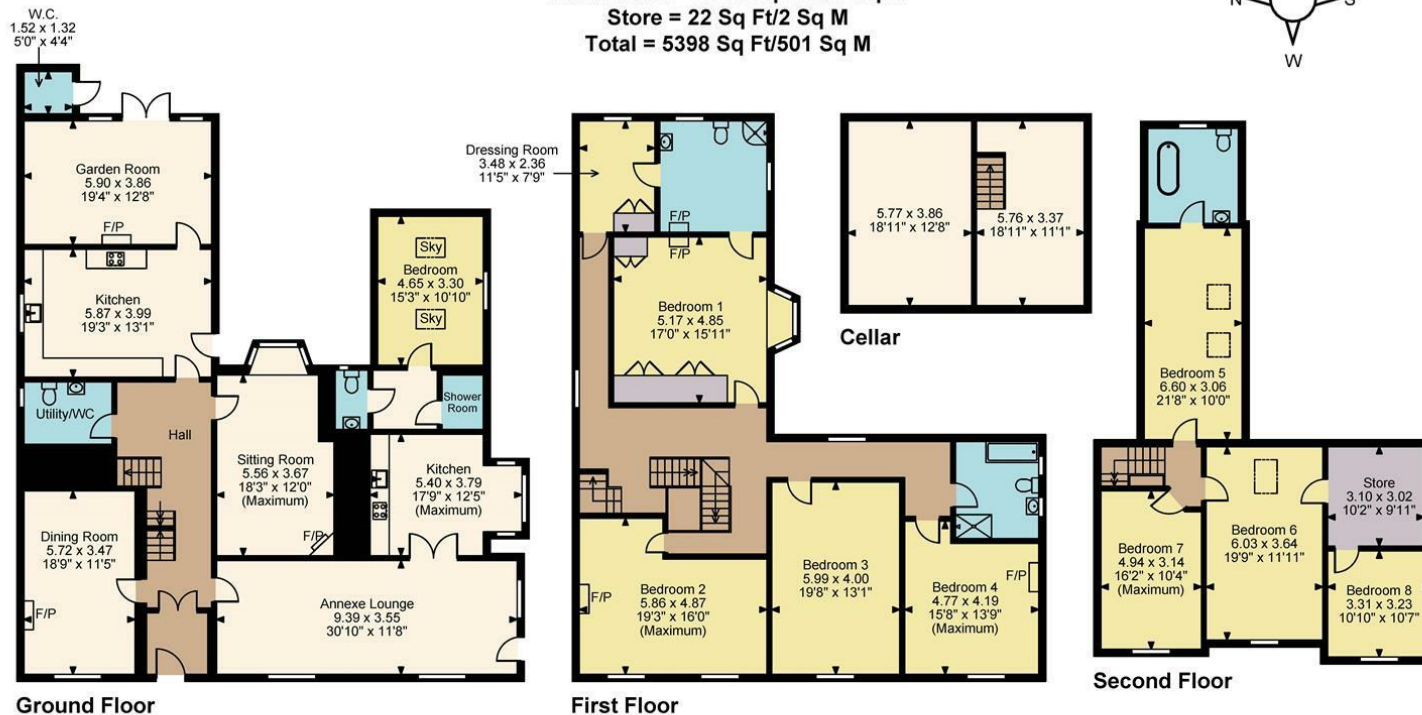 Store = 22 Sq Ft/2 Sq M
Total = 5398 Sq Ft/501 Sq M
N
S
W
W.C.
1.52 x 1.32
5'0" x 4'4"
Garden Room
5.90 x 3.86
19'4" x 12'8"
F/P
Kitchen
5.87 x 3.99
19'3" x 13'1"
Utility/WC
Hall
Sitting Room
5.56 x 3.67
18'3" x 12'0"
(Maximum)
F/P
Sky
Bedroom
4.65 x 3.30
15'3" x 10'10"
Sky
Shower
Room
Kitchen
5.40 x 3.79
17'9" x 12'5"
(Maximum)
Dining Room
5.72 x 3.47
18'9" x 11'5"
F/P
Annexe Lounge
9.39 x 3.55
30'10" x 11'8"
Ground Floor
Dressing Room
3.48 x 2.36
11'5" x 7'9"
F/P
F/P
Bedroom 1
5.17 x 4.85
17'0" x 15'11"
Bedroom 2
5.86 x 4.87
19'3" x 16'0"
(Maximum)
F/P
Bedroom 3
5.99 x 4.00
19'8" x 13'1"
Bedroom 4
4.77 x 4.19
15'8" x 13'9"
(Maximum)
F/P
First Floor
5.77 x 3.86
18'11" x 12'8"
5.76 x 3.37
18'11" x 11'1"
Cellar
Bedroom 5
6.60 x 3.06
21'8" x 10'0"
Bedroom 7
4.94 x 3.14
16'2" x 10'4"
(Maximum)
Bedroom 6
6.03 x 3.64
19'9" x 11'11"
Store
3.10 x 3.02
10'2" x 9'11"
Bedroom 8
3.31 x 3.23
10'10" x 10'7"
Second Floor